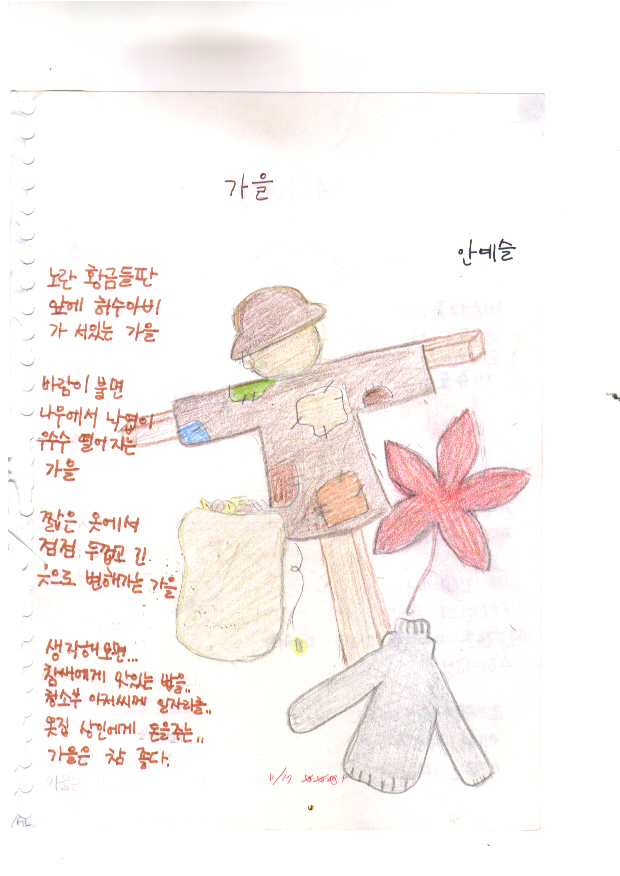 가을
안예슬
노란 황금들판
앞에 허수아비
가 서있는 가을
바람이 불면
나무에서 낙엽이
우수수 떨어지는
가을
짧은 옷에서
점점 두껍고 긴
옷으로 변해가는 가을
생각해보면...
참새에게 맛있는 밥을..
청소부 아저씨께 일자리를..
옷집 상인에게 돈을주는..
가을은 참 좋다.
11/17